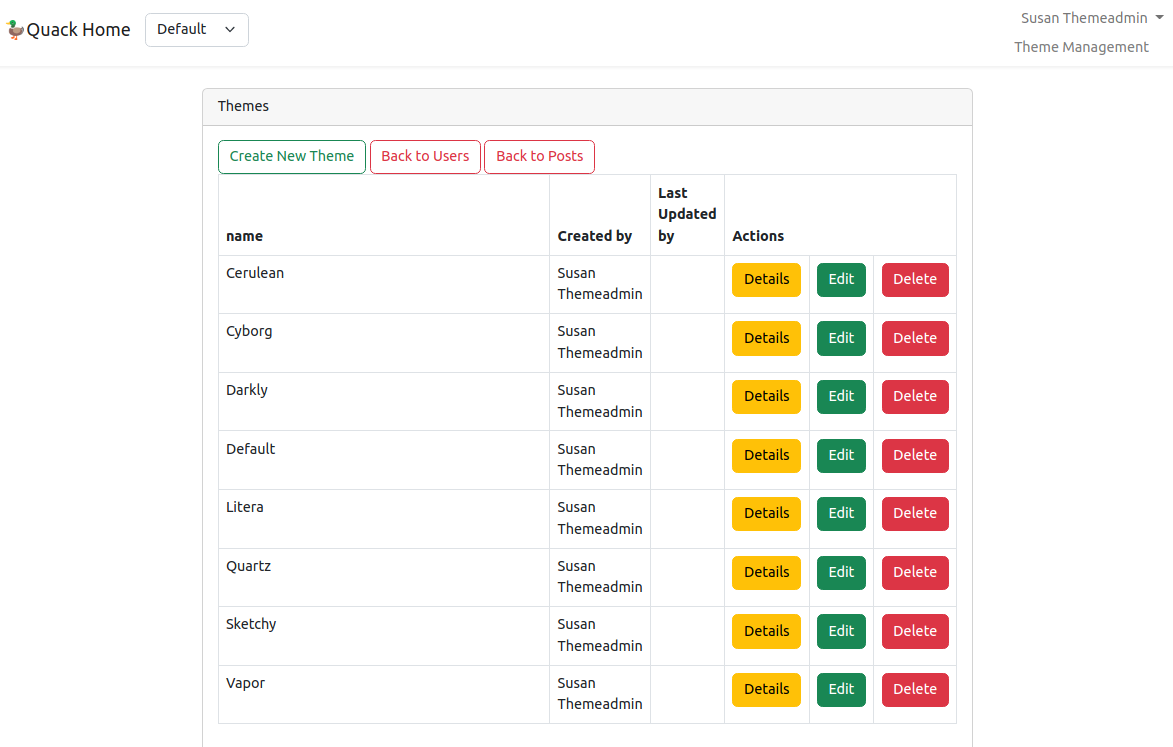 Quack Home Default Susan Themeadmin
Theme Management
Themes
Create New Theme Back to Users Back to Posts
name Created by Last Updated by Actions
Cerulean Susan Themeadmin Details Edit Delete
Cyborg Susan Themeadmin Details Edit Delete
Darkly Susan Themeadmin Details Edit Delete
Default Susan Themeadmin Details Edit Delete
Litera Susan Themeadmin Details Edit Delete
Quartz Susan Themeadmin Details Edit Delete
Sketchy Susan Themeadmin Details Edit Delete
Vapor Susan Themeadmin Details Edit Delete